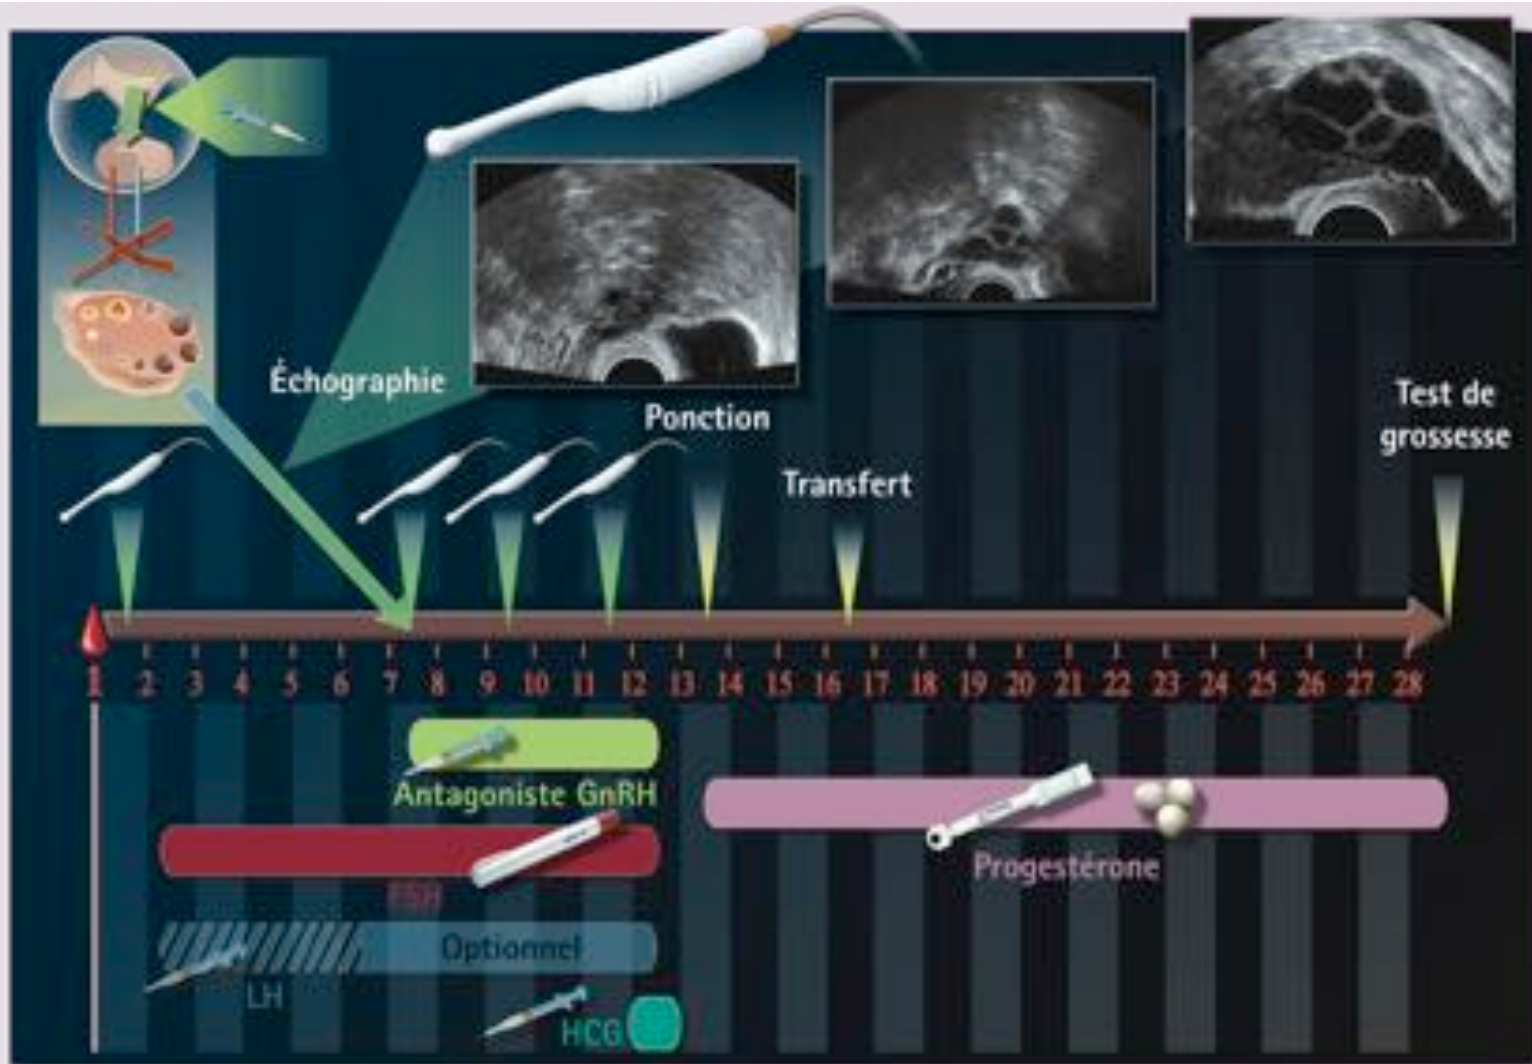 Échographie
Ponction
Transfert
Test de
grossesse
1 2 3 4 5 6 7 8 9 10 11 12 13 14 15 16 17 18 19 20 21 22 23 24 25 26 27 28
Antagoniste GnRH
FSH
Optionnel
LH
HCG
Progestérone